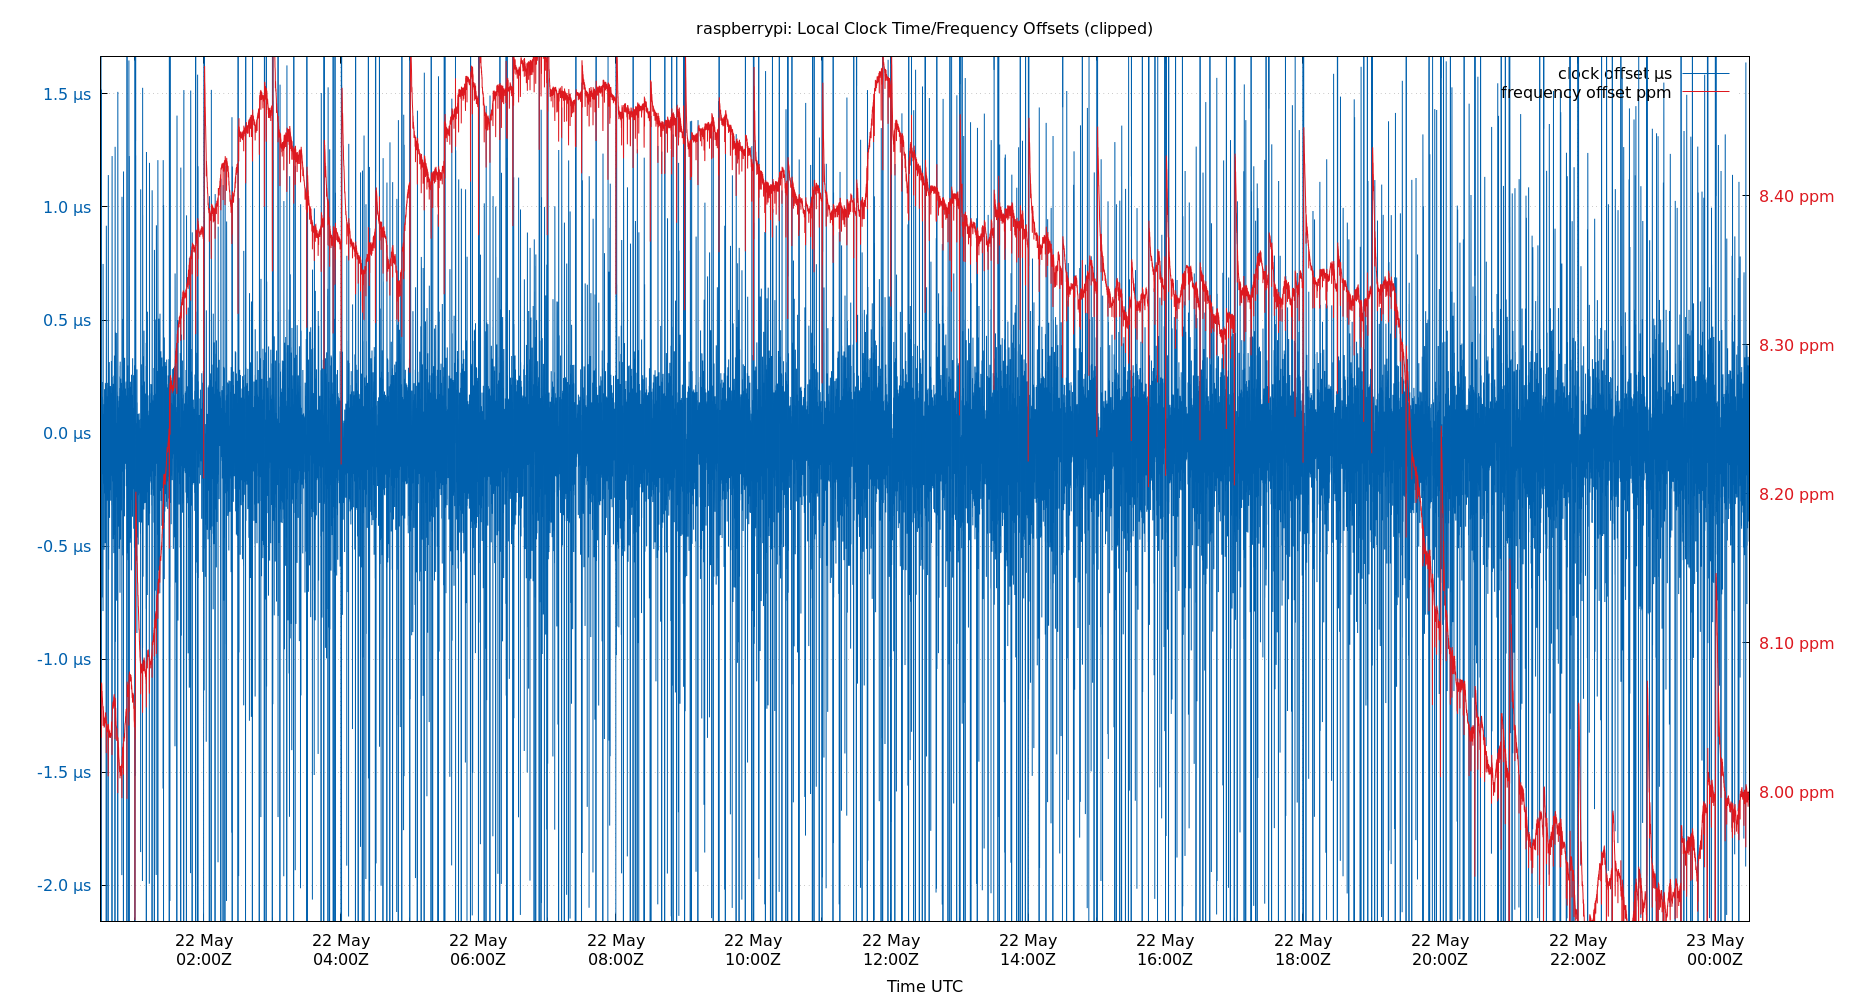 raspberrypi: Local Clock Time/Frequency Offsets (clipped)
clock offset µs
frequency offset ppm
1.5 µs
1.0 µs
0.5 µs
0.0 µs
-0.5 µs
-1.0 µs
-1.5 µs
-2.0 µs
8.40 ppm
8.30 ppm
8.20 ppm
8.10 ppm
8.00 ppm
22 May 22 May 22 May 22 May 22 May 22 May 22 May 22 May 22 May 22 May 22 May 23 May
02:00Z 04:00Z 06:00Z 08:00Z 10:00Z 12:00Z 14:00Z 16:00Z 18:00Z 20:00Z 22:00Z 00:00Z
Time UTC